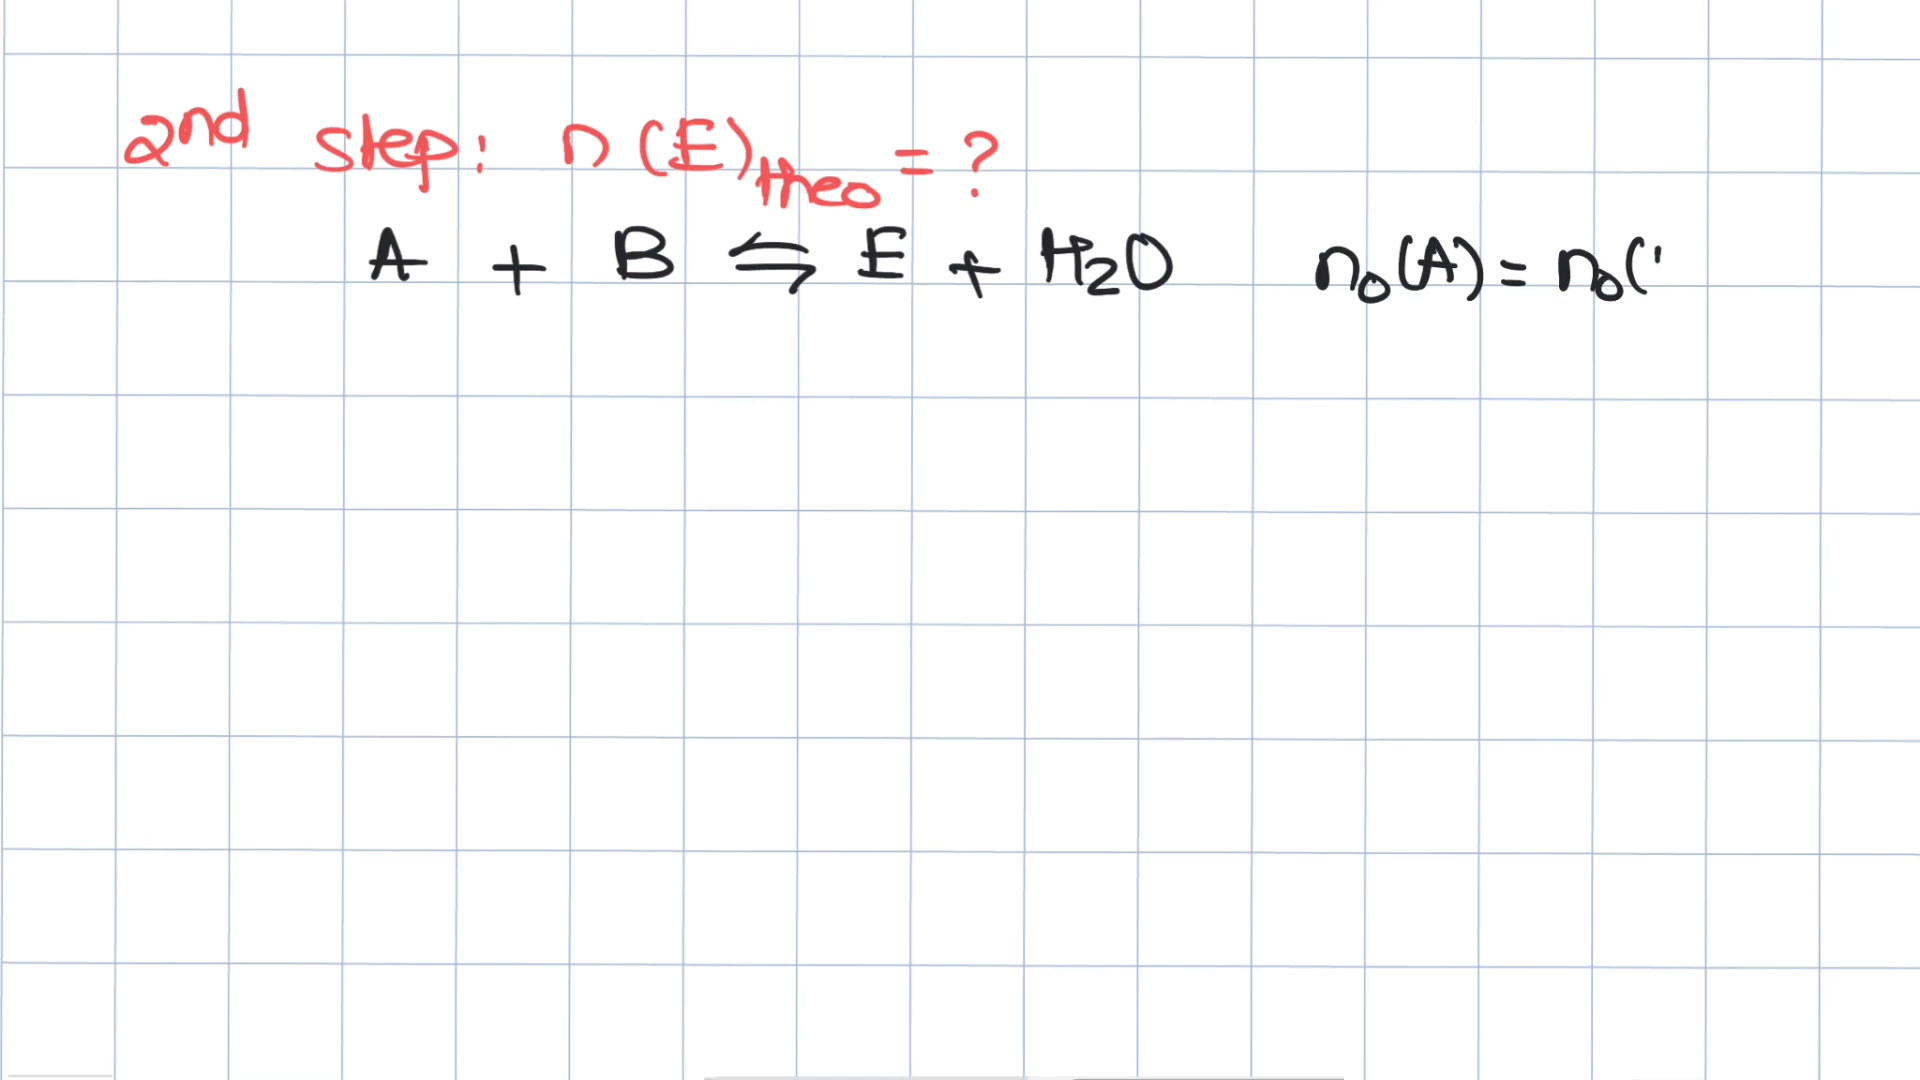 2nd step: n(E)theo = ?
A + B ⇌ E + H2O n0(A) = n0(